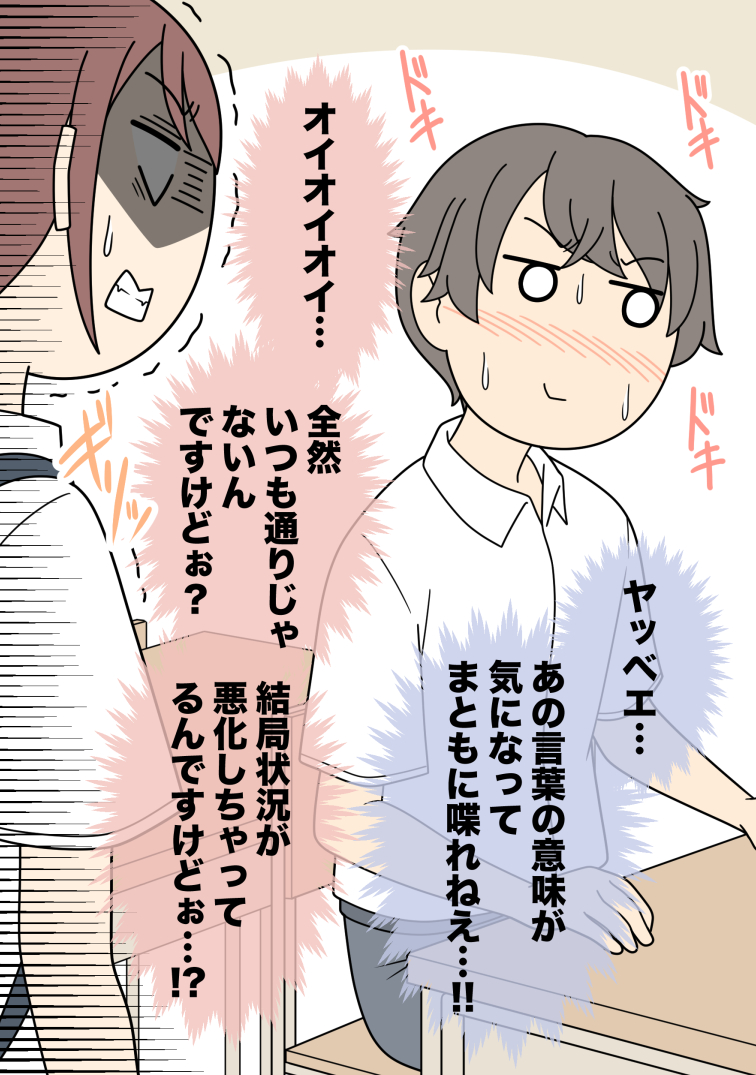 ドキ
ドキ
ドキ
ヤッベエ…
あの言葉の意味が
気になって
まともに喋れねえ…!!
オイオイオイ…
全然
いつも通りじゃ
ないん
ですけどぉ?
結局状況が
悪化しちゃって
るんですけどぉ…!?
ギリッ